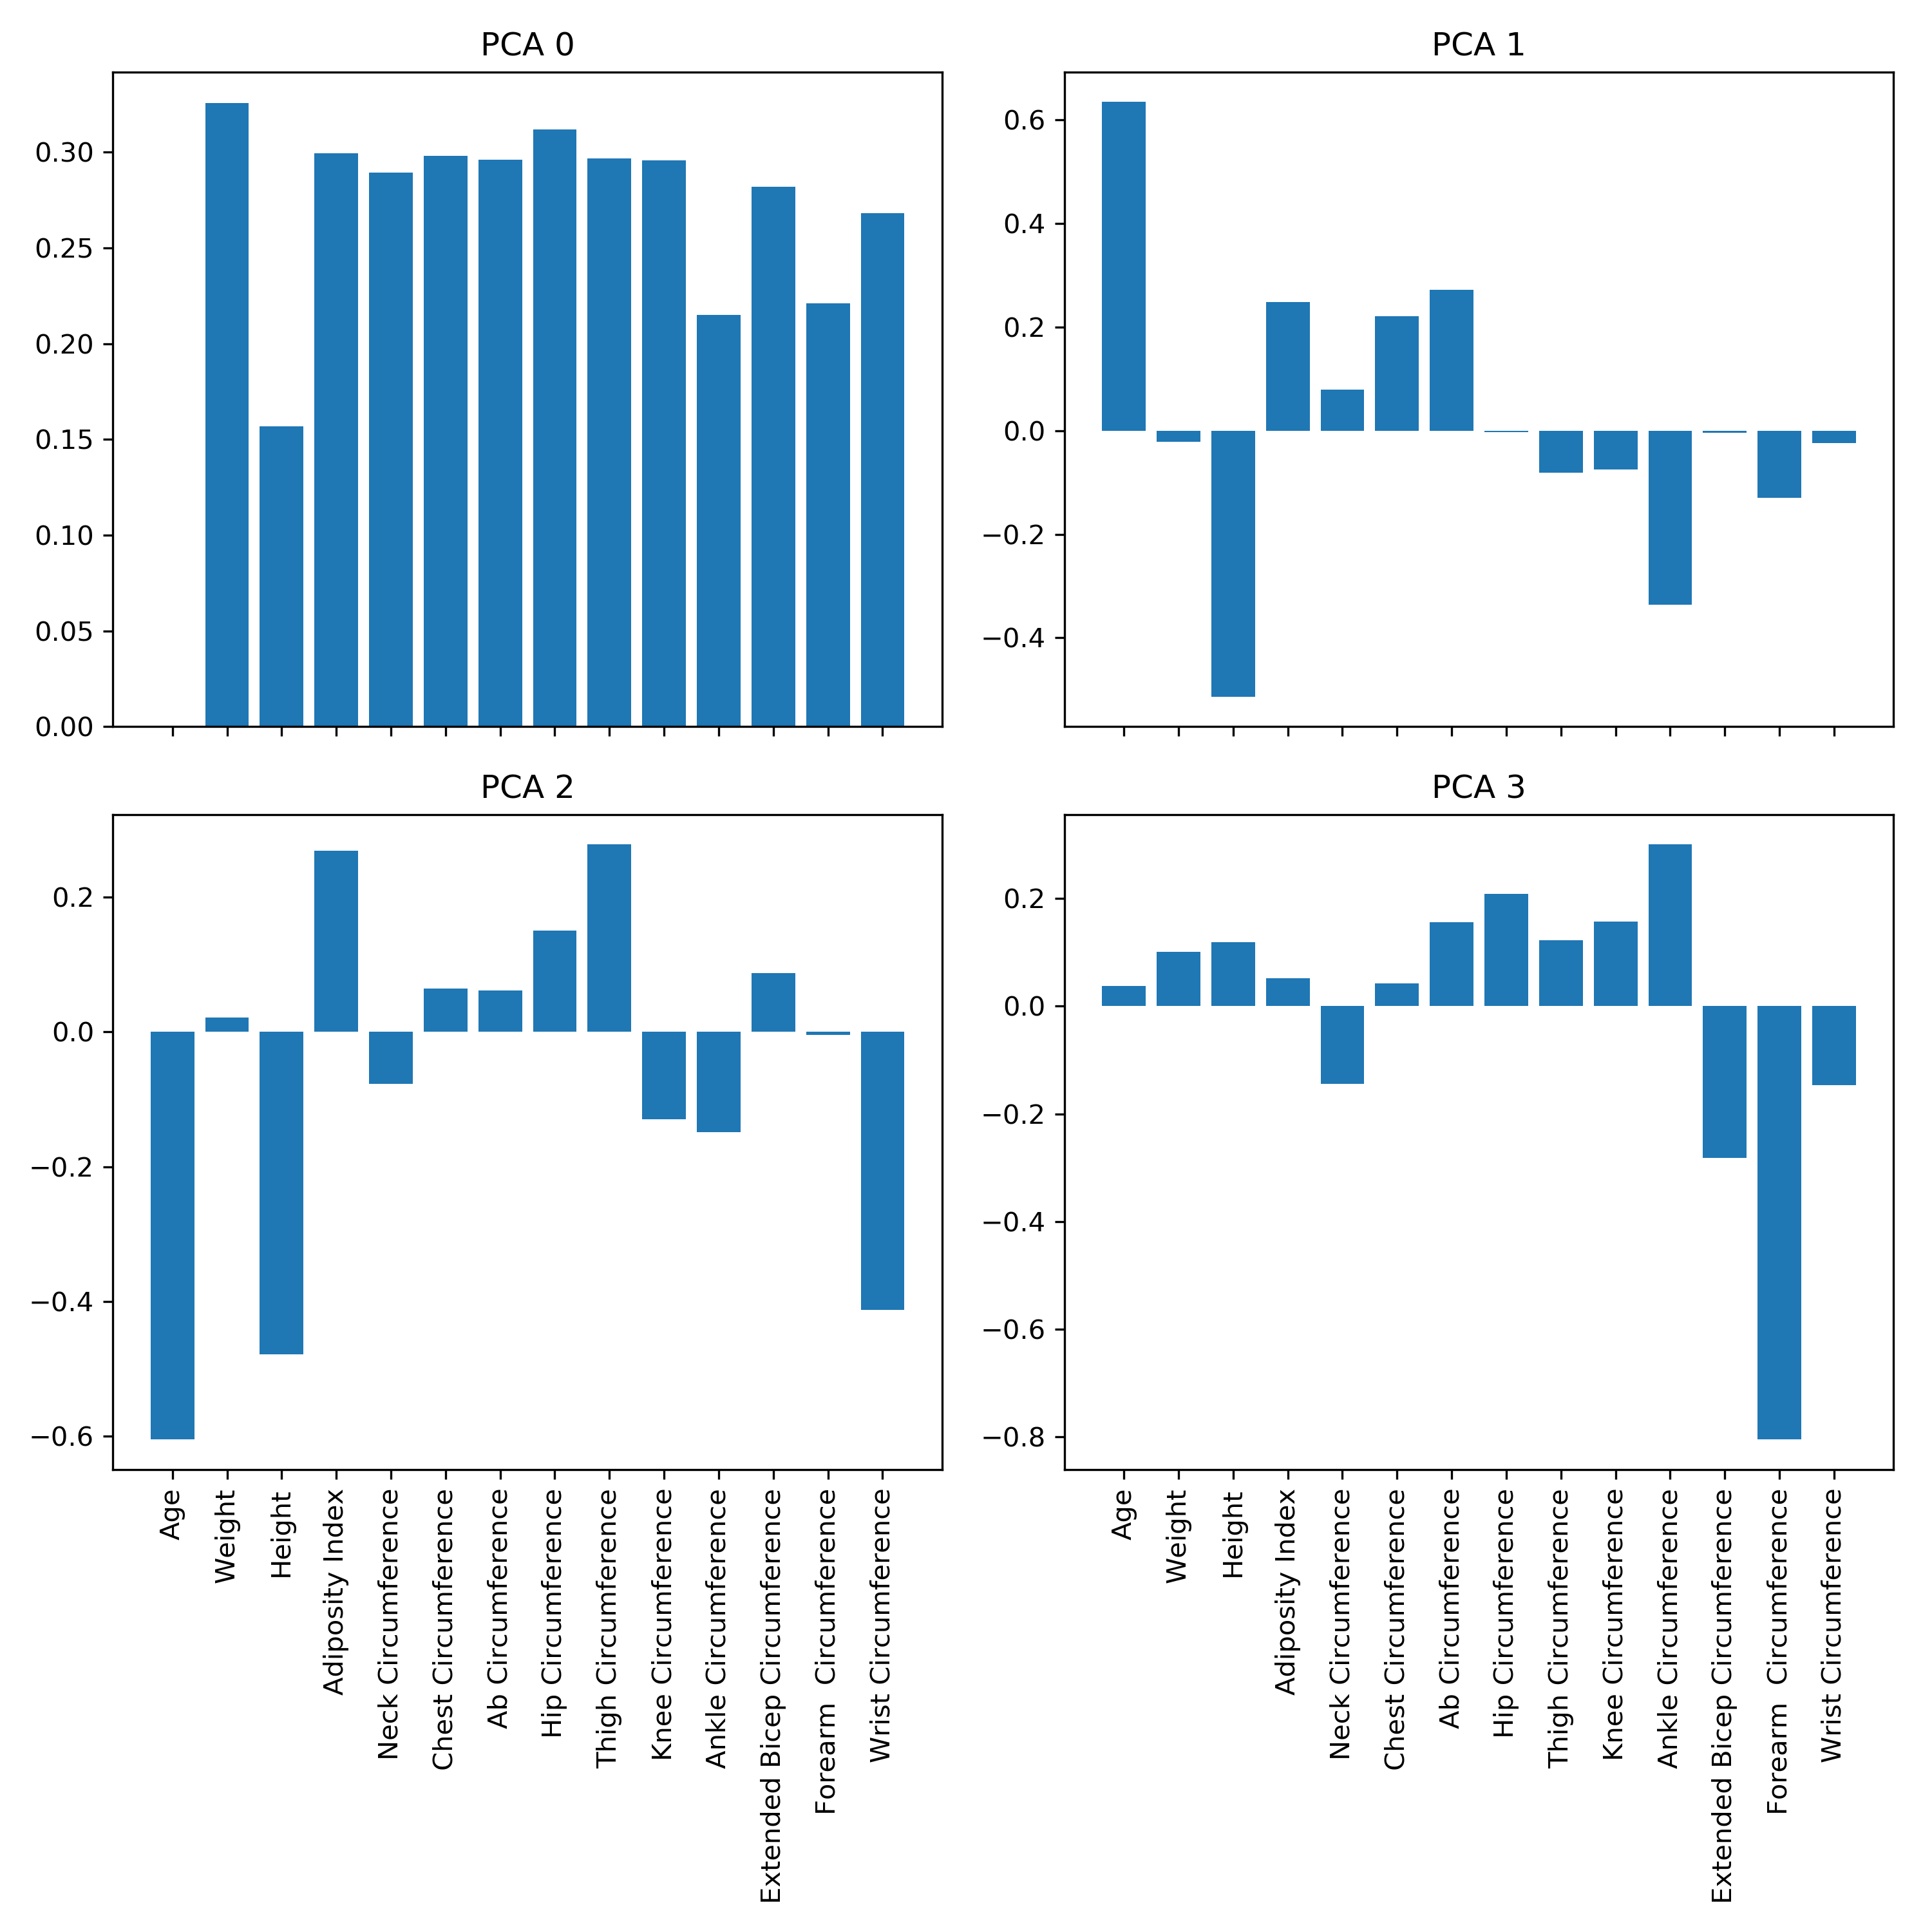 PCA 0
0.30
0.25
0.20
0.15
0.10
0.05
0.00
PCA 1
0.6
0.4
0.2
0.0
−0.2
−0.4
PCA 2
0.2
0.0
−0.2
−0.4
−0.6
Age
Weight
Height
Adiposity Index
Neck Circumference
Chest Circumference
Ab Circumference
Hip Circumference
Thigh Circumference
Knee Circumference
Ankle Circumference
Extended Bicep Circumference
Forearm  Circumference
Wrist Circumference
PCA 3
0.2
0.0
−0.2
−0.4
−0.6
−0.8
Age
Weight
Height
Adiposity Index
Neck Circumference
Chest Circumference
Ab Circumference
Hip Circumference
Thigh Circumference
Knee Circumference
Ankle Circumference
Extended Bicep Circumference
Forearm  Circumference
Wrist Circumference